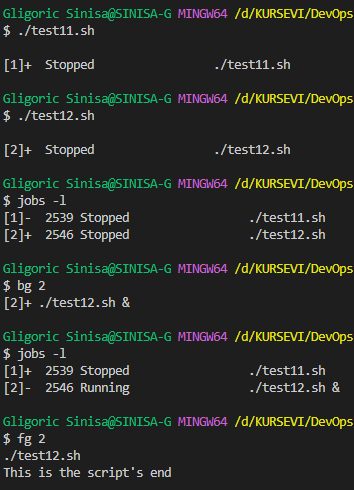 Gligoric Sinisa@SINISA-G MINGW64 /d/KURSEVI/DevOps
$ ./test11.sh
[1]+  Stopped                 ./test11.sh
Gligoric Sinisa@SINISA-G MINGW64 /d/KURSEVI/DevOps
$ ./test12.sh
[2]+  Stopped                 ./test12.sh
Gligoric Sinisa@SINISA-G MINGW64 /d/KURSEVI/DevOps
$ jobs -l
[1]-  2539 Stopped                 ./test11.sh
[2]+  2546 Stopped                 ./test12.sh
Gligoric Sinisa@SINISA-G MINGW64 /d/KURSEVI/DevOps
$ bg 2
[2]+ ./test12.sh &
Gligoric Sinisa@SINISA-G MINGW64 /d/KURSEVI/DevOps
$ jobs -l
[1]+  2539 Stopped                 ./test11.sh
[2]-  2546 Running                 ./test12.sh &
Gligoric Sinisa@SINISA-G MINGW64 /d/KURSEVI/DevOps
$ fg 2
./test12.sh
This is the script's end